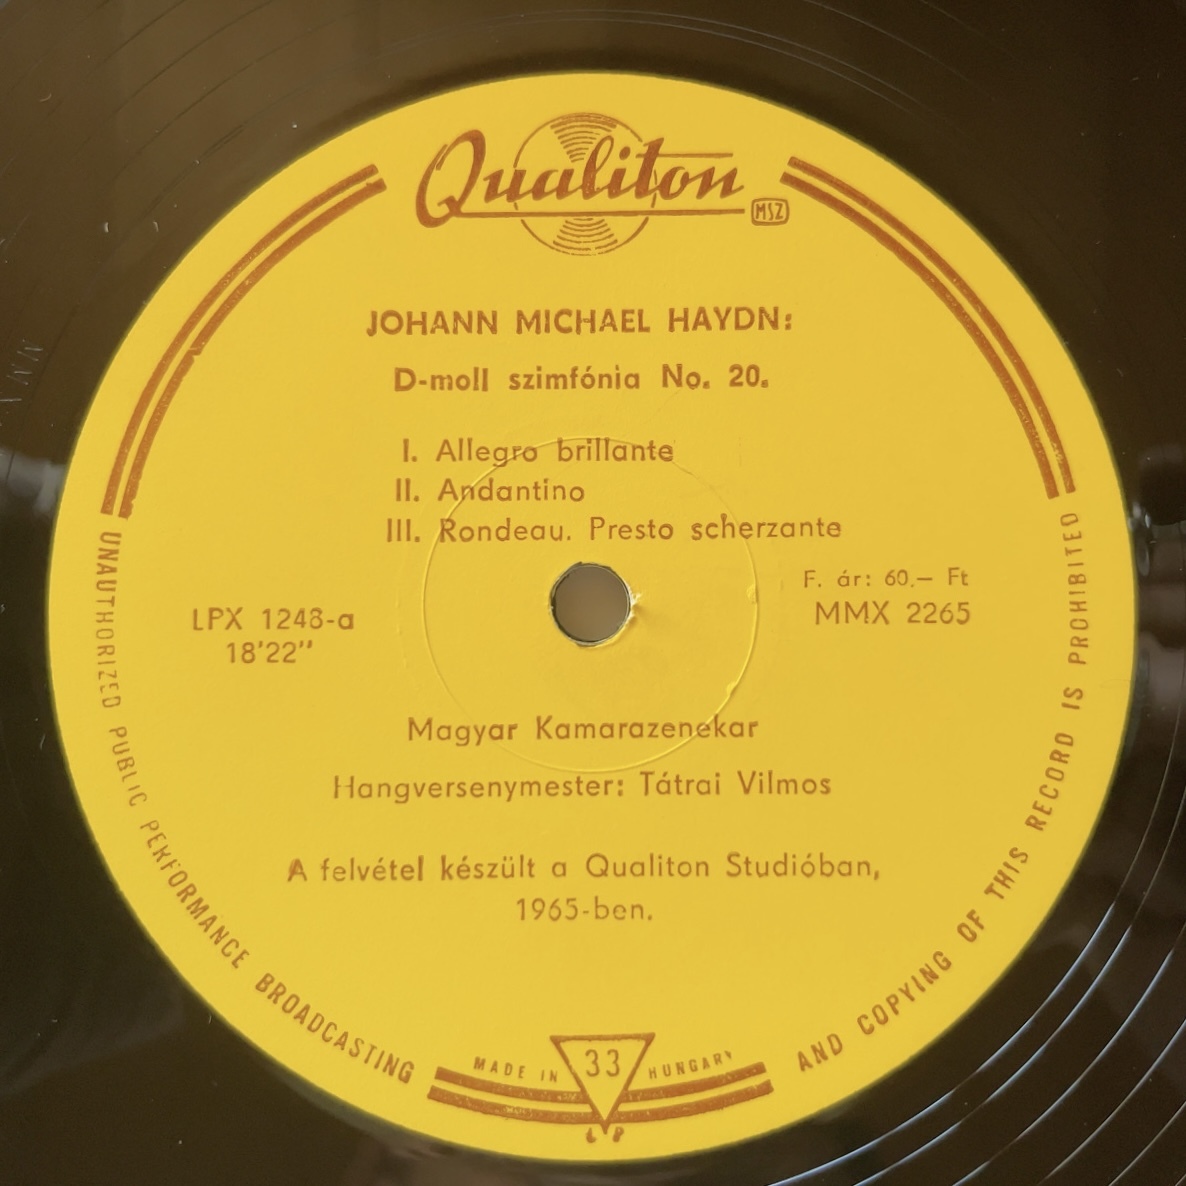 Qualiton
MSZ
JOHANN MICHAEL HAYDN:
D-moll szimfónia No. 20.
I. Allegro brillante
II. Andantino
III. Rondeau. Presto scherzante
F. ár: 60.— Ft
LPX 1248-a
MMX 2265
18'22"
Magyar Kamarazenekar
Hangversenymester: Tátrai Vilmos
A felvétel készült a Qualiton Studióban,
1965-ben.
MADE IN 33 HUNGARY
LP
UNAUTHORIZED PUBLIC PERFORMANCE BROADCASTING AND COPYING OF THIS RECORD IS PROHIBITED